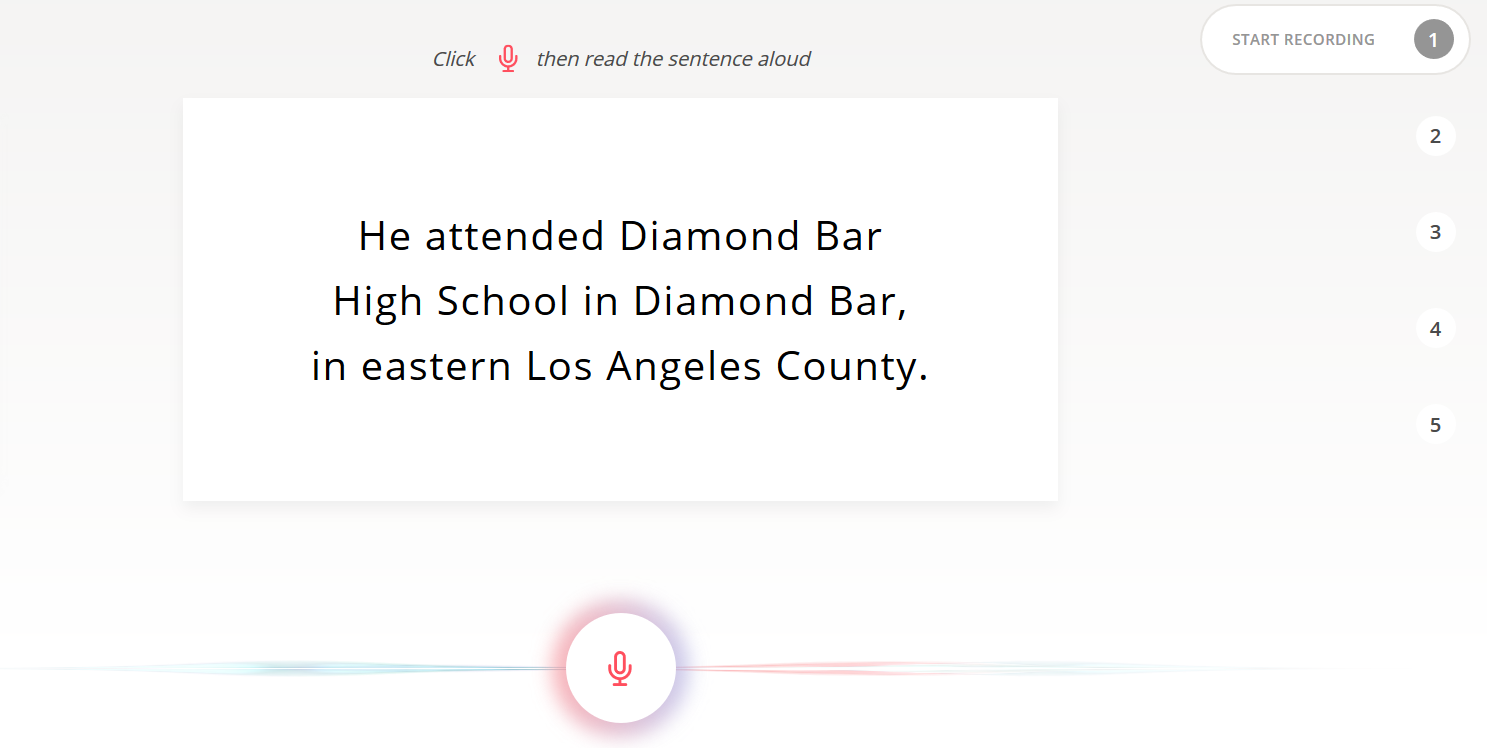 Click then read the sentence aloud
START RECORDING 1
He attended Diamond Bar
High School in Diamond Bar,
in eastern Los Angeles County.
2
3
4
5